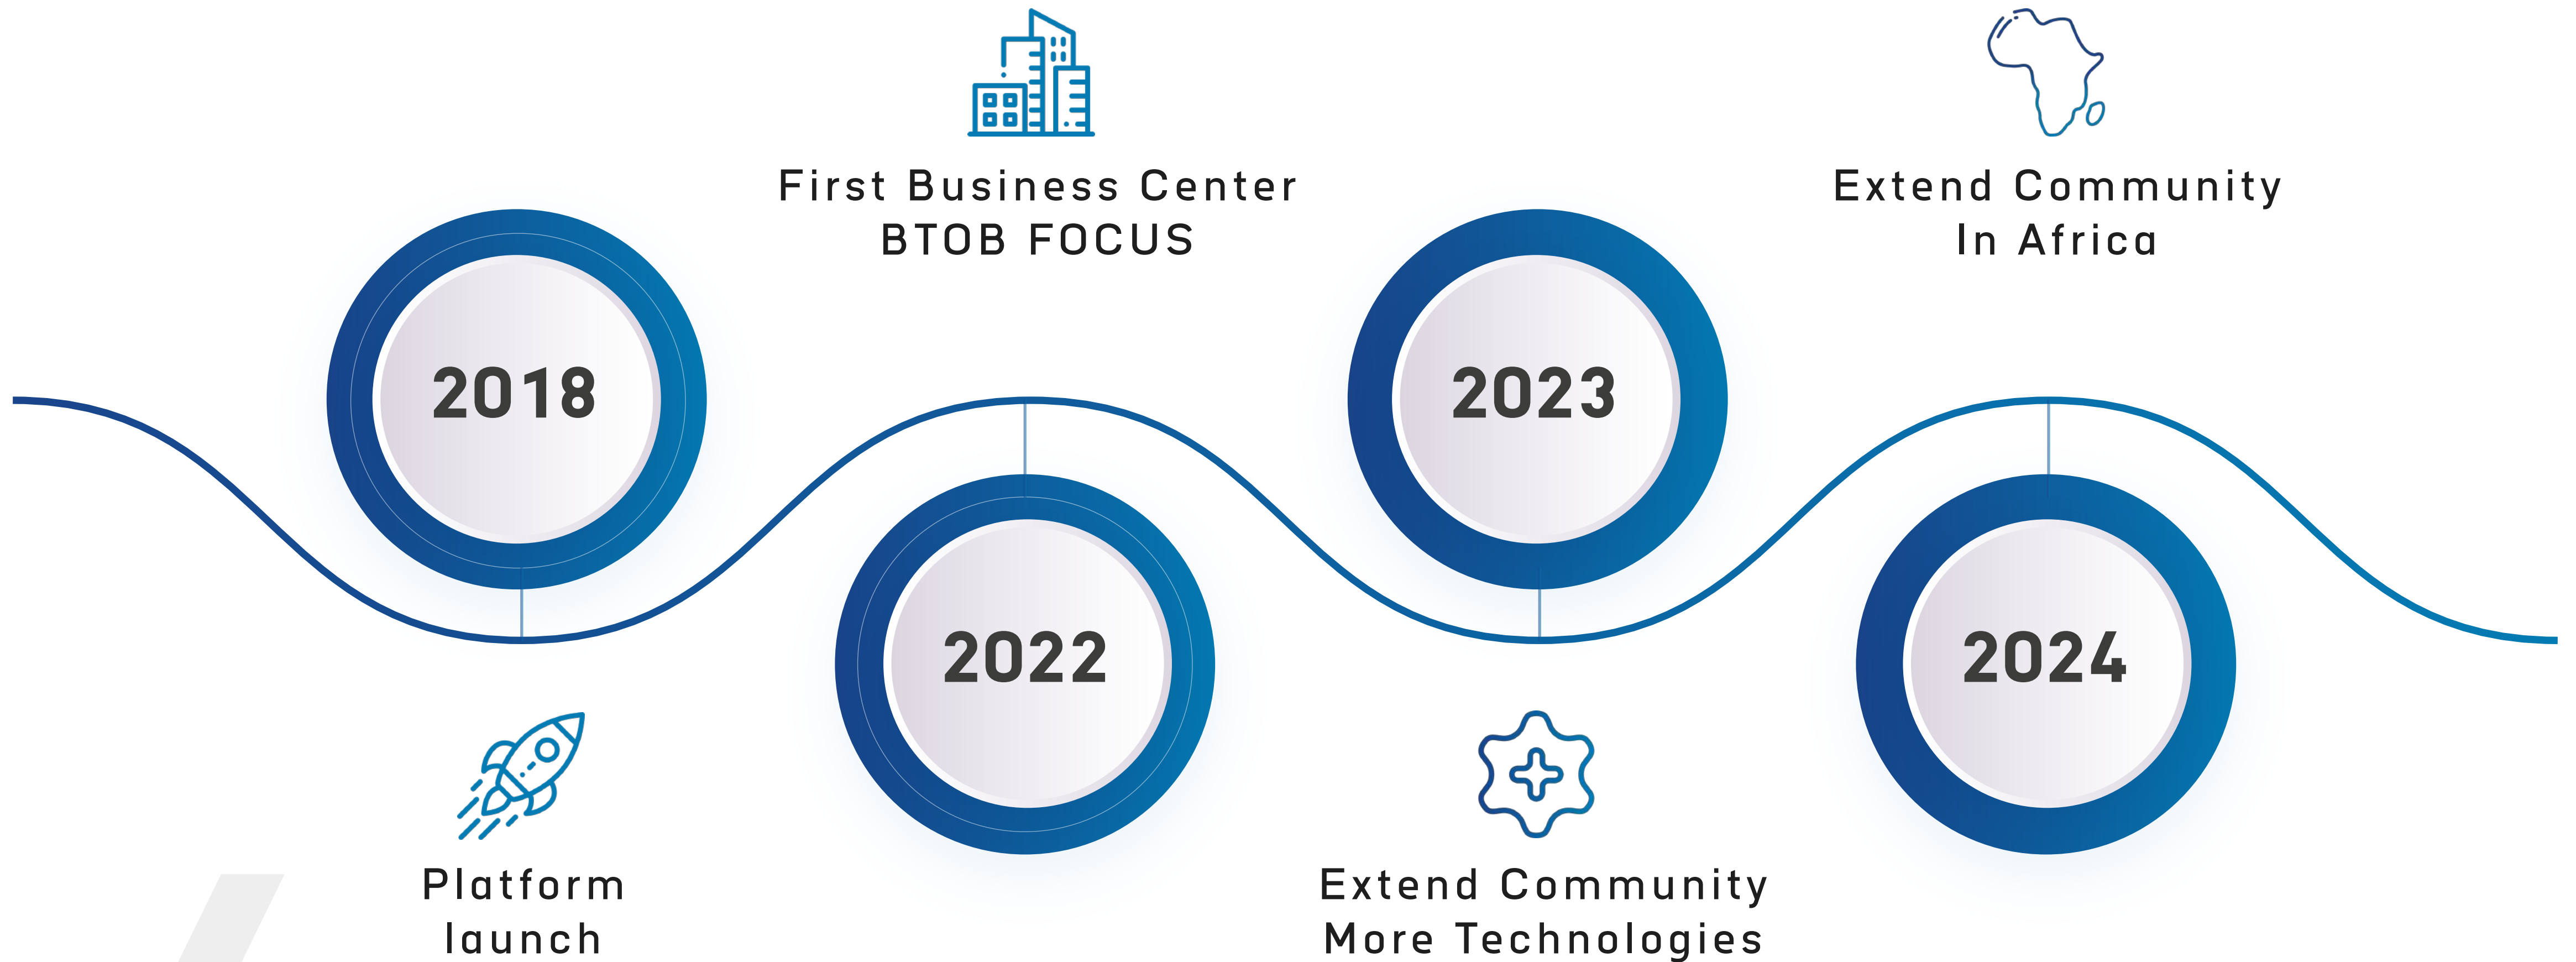 2018
Platform
launch
First Business Center
BTOB FOCUS
2022
2023
Extend Community
More Technologies
Extend Community
In Africa
2024